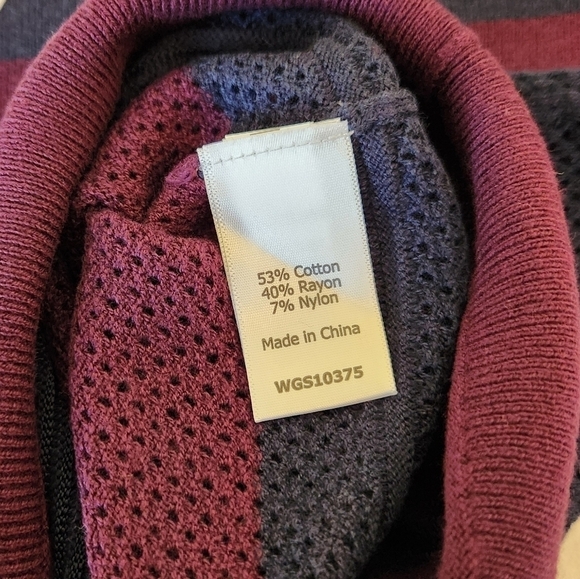 53% Cotton
40% Rayon
7% Nylon
Made in China
WGS10375